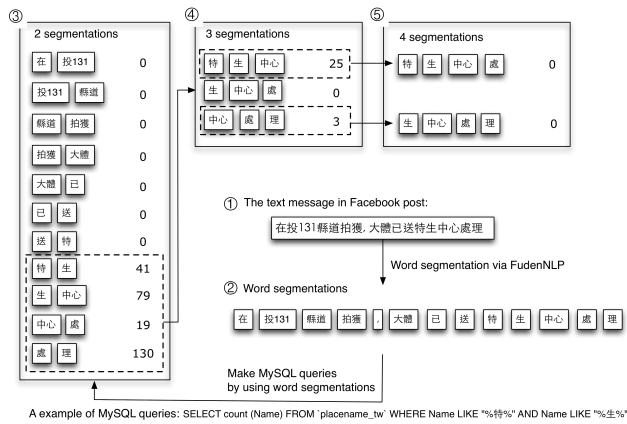 ③
2 segmentations
在 投131 0
投131 縣道 0
縣道 拍獲 0
拍獲 大體 0
大體 已 0
已 送 0
送 特 0
特 生 41
生 中心 79
中心 處 19
處 理 130
④
3 segmentations
特 生 中心 25
生 中心 處 0
中心 處 理 3
⑤
4 segmentations
特 生 中心 處 0
生 中心 處 理 0
① The text message in Facebook post:
在投131縣道拍獲, 大體已送特生中心處理
Word segmentation via FudenNLP
② Word segmentations
在 投131 縣道 拍獲 , 大體 已 送 特 生 中心 處 理
Make MySQL queries
by using word segmentations
A example of MySQL queries: SELECT count (Name) FROM `placename_tw` WHERE Name LIKE "%特%" AND Name LIKE "%生%"